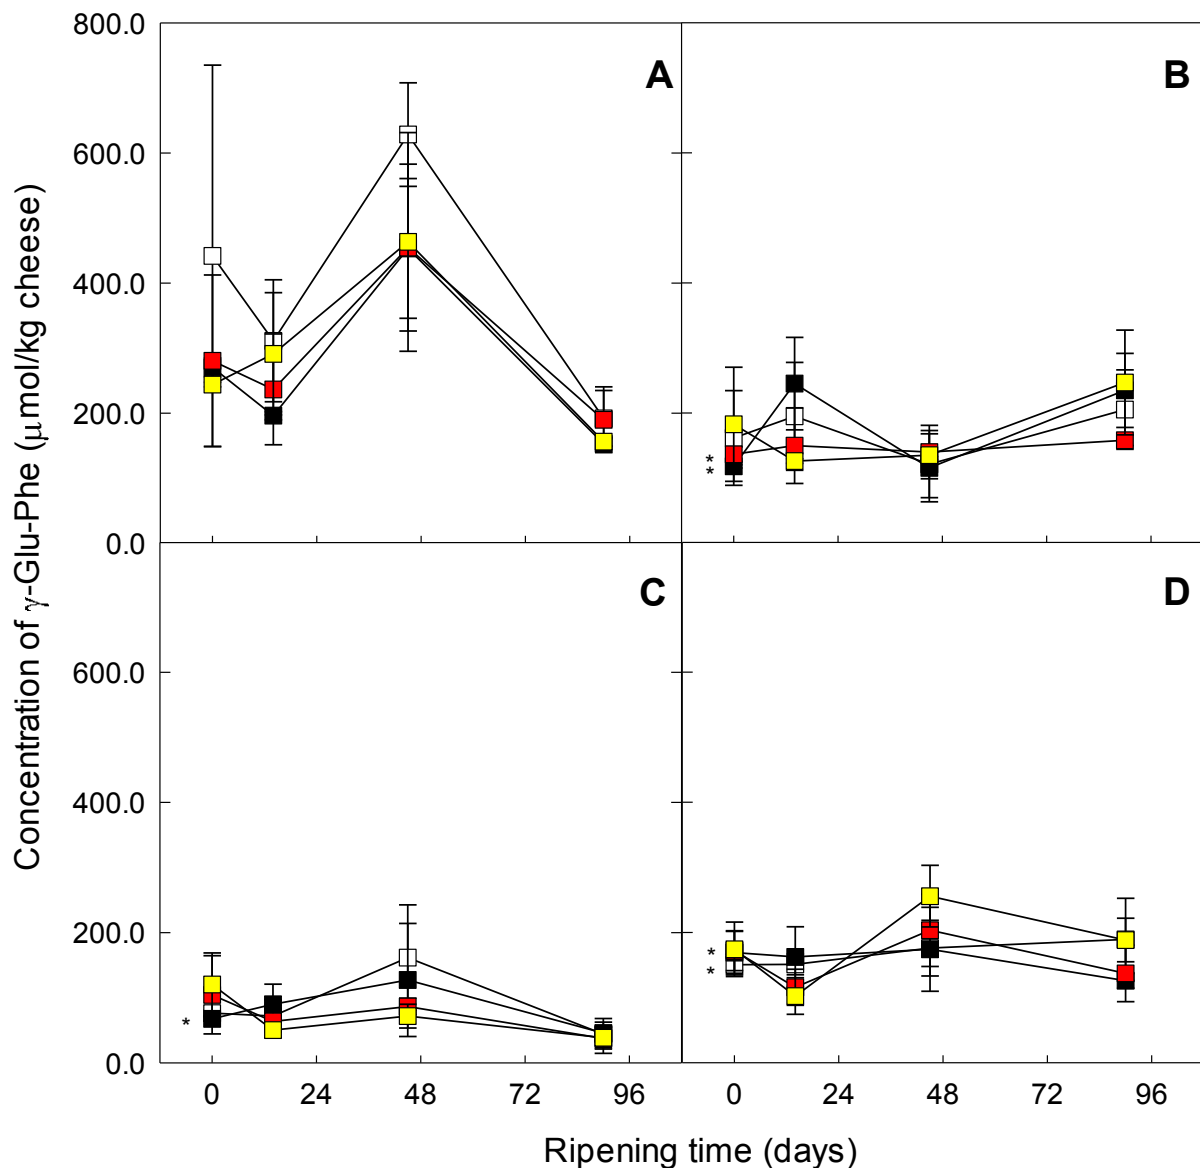 Concentration of γ-Glu-Phe (μmol/kg cheese)
800.0
600.0
400.0
200.0
0.0
A
B
*
*
600.0
400.0
200.0
0.0
C
D
*
*
*
0 24 48 72 96
0 24 48 72 96
Ripening time (days)